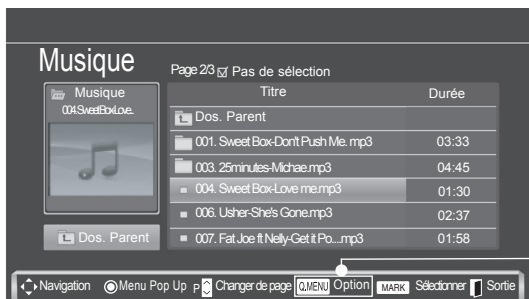 Musique
Page 2/3 Pas de sélection
Musique
004.SweetBoxLove..
Titre Durée
Dos. Parent
001. Sweet Box-Don't Push Me. mp3 03:33
003. 25minutes-Michae.mp3 04:45
004. Sweet Box-Love me.mp3 01:30
006. Usher-She's Gone.mp3 02:37
007. Fat Joe ft Nelly-Get it Po....mp3 01:58
Dos. Parent
Navigation Menu Pop Up P Changer de page Q.MENU Option MARK Sélectionner Sortie